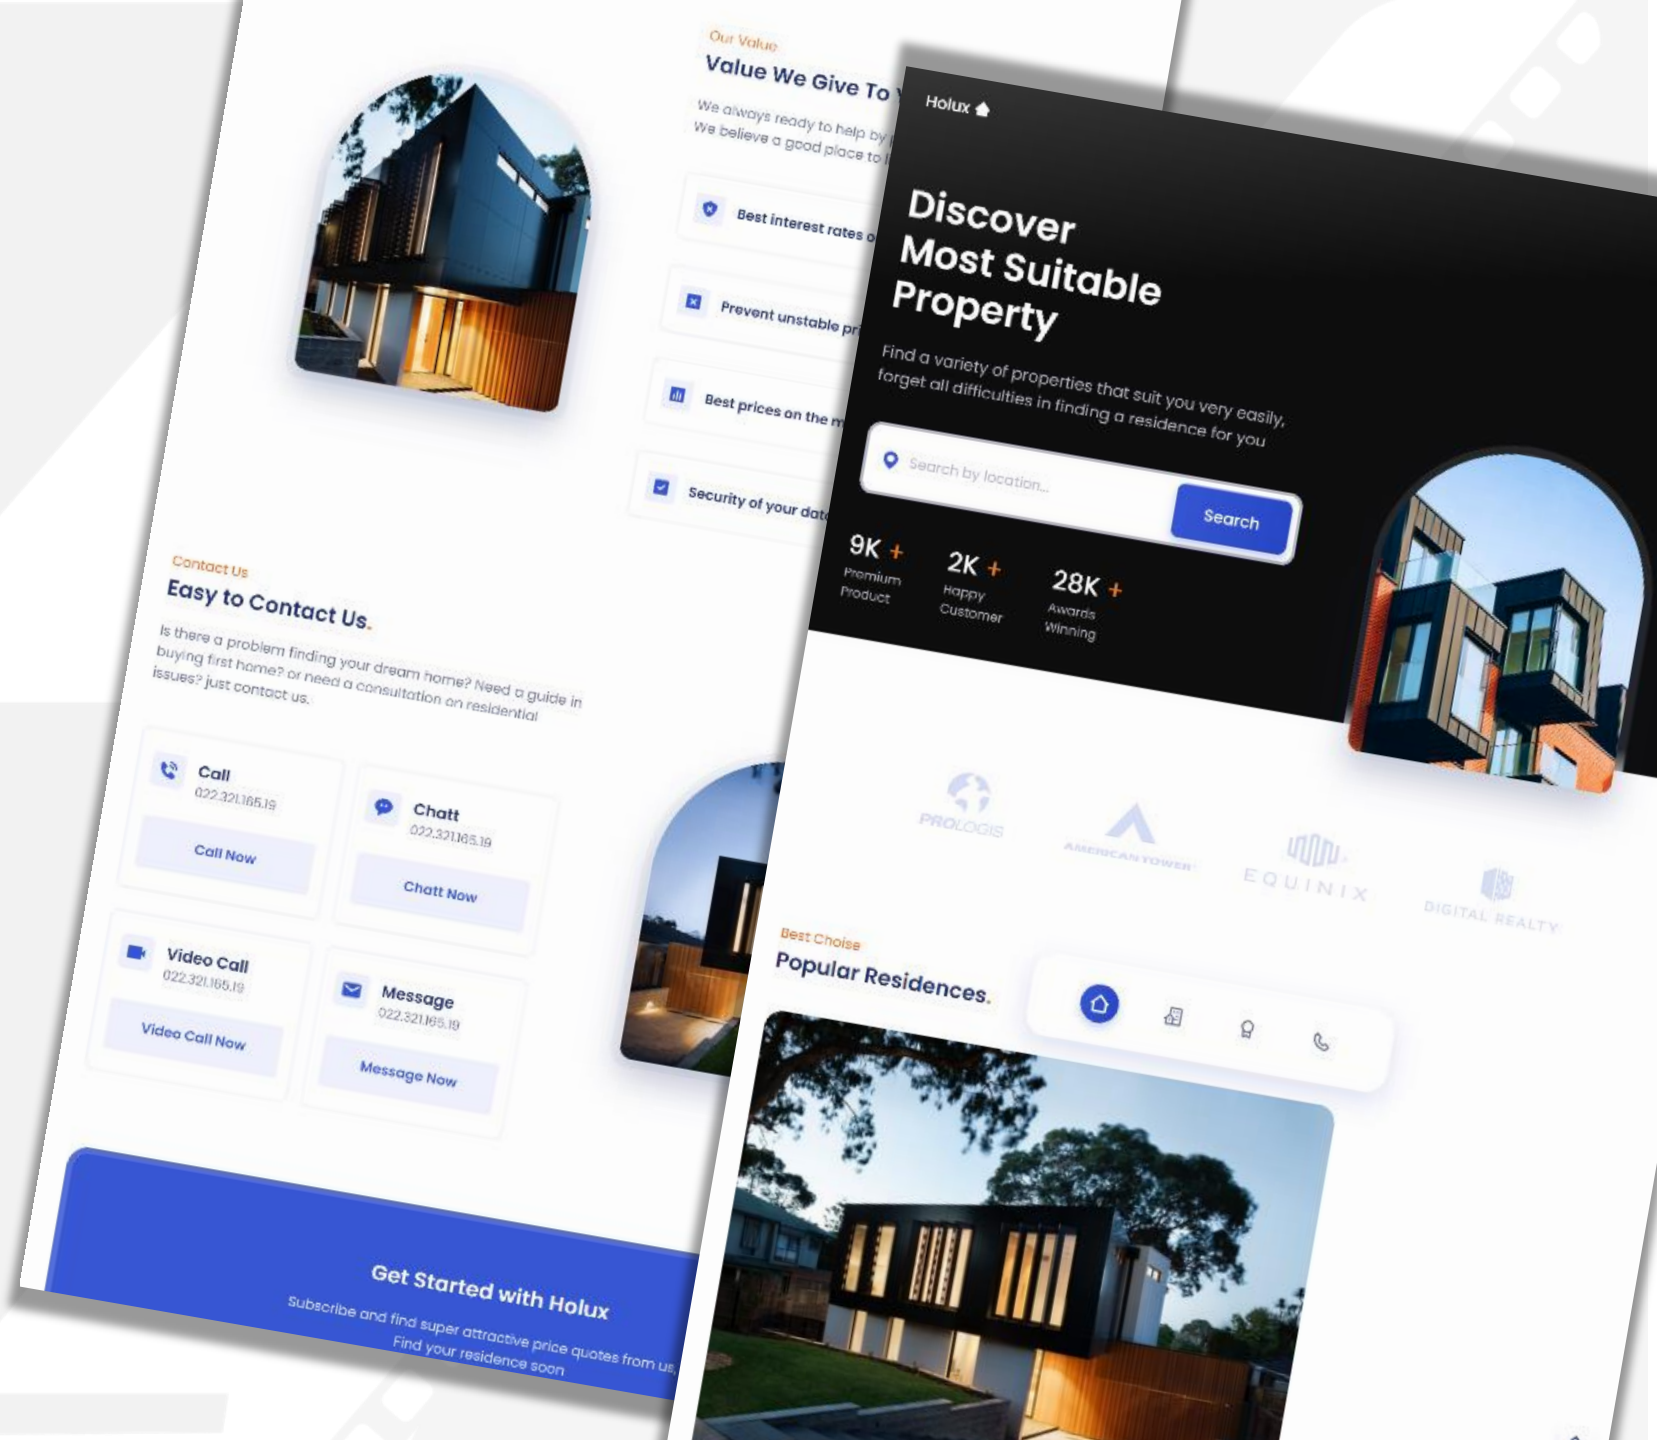 Our Value
Value We Give To
We always ready to help by
We believe a good place to
Best interest rates
Prevent unstable
Best prices on the
Security of your
Contact Us
Easy to Contact Us.
Is there a problem finding your dream home? Need a guide in
buying first home? or need a consultation on residential
issues? just contact us.
Call
022.321.165.19
Call Now
Chatt
022.321.165.19
Chatt Now
Video Call
022.321.165.19
Video Call Now
Message
022.321.165.19
Message Now
Get Started with Holux
Subscribe and find super attractive price quotes from us,
Find your residence soon
Holux
Discover
Most Suitable
Property
Find a variety of properties that suit you very easily,
forget all difficulties in finding a residence for you
Search by location...
Search
9K +
Premium
Product
2K +
Happy
Customer
28K +
Awards
Winning
PROLOGIS
AMERICAN TOWER
EQUINIX
DIGITAL REALTY
Best Choise
Popular Residences.